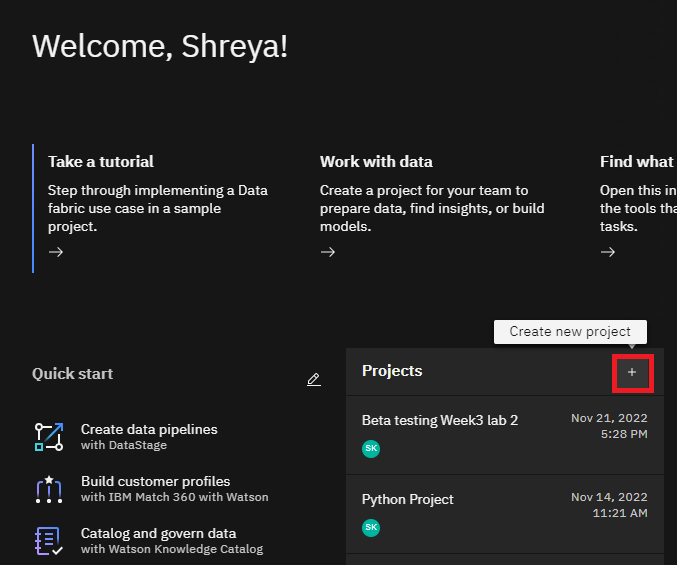 Welcome, Shreya!
Take a tutorial
Step through implementing a Data
fabric use case in a sample
project.
Work with data
Create a project for your team to
prepare data, find insights, or build
models.
Find what
Open this in
the tools tha
tasks.
Create new project
Quick start
Create data pipelines
with DataStage
Build customer profiles
with IBM Match 360 with Watson
Catalog and govern data
with Watson Knowledge Catalog
Projects
+
Beta testing Week3 lab 2
Nov 21, 2022
5:28 PM
SK
Python Project
Nov 14, 2022
11:21 AM
SK